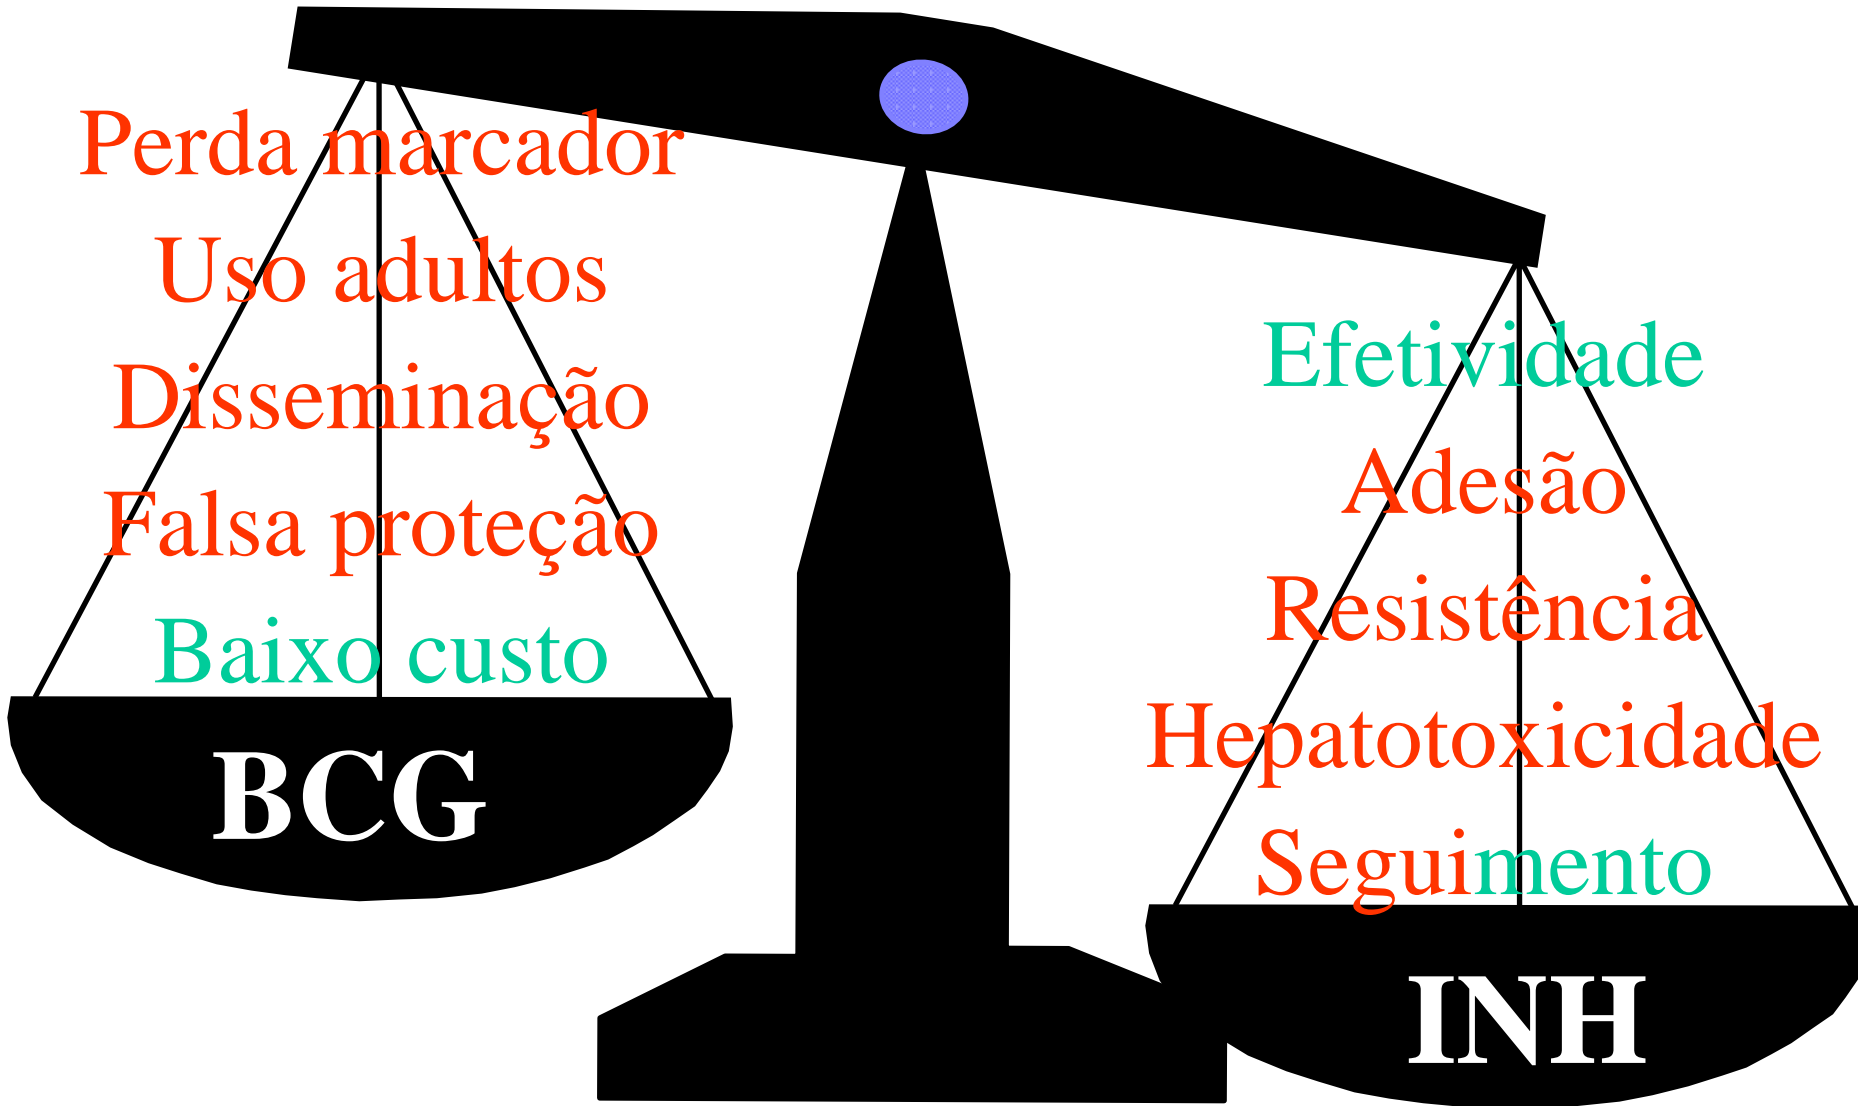 Perda marcador
Uso adultos
Disseminação
Falsa proteção
Baixo custo
BCG
Efetividade
Adesão
Resistência
Hepatotoxicidade
Seguimento
INH